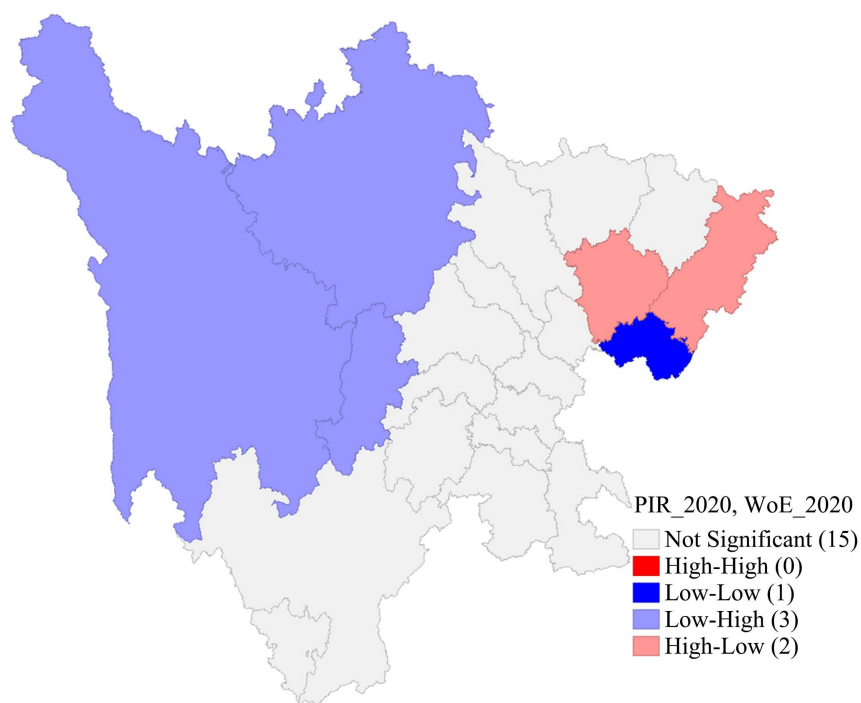 PIR_2020, WoE_2020
Not Significant (15)
High-High (0)
Low-Low (1)
Low-High (3)
High-Low (2)